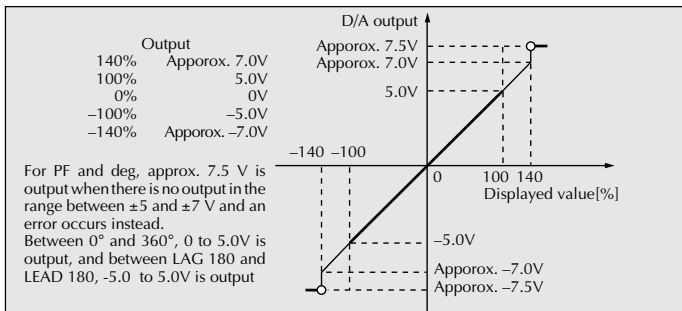 Output
140% Apporox. 7.0V
100% 5.0V
0% 0V
–100% –5.0V
–140% Apporox. –7.0V
For PF and deg, approx. 7.5 V is
output when there is no output in the
range between ±5 and ±7 V and an
error occurs instead.
Between 0° and 360°, 0 to 5.0V is
output, and between LAG 180 and
LEAD 180, -5.0 to 5.0V is output
D/A output
Apporox. 7.5V
Apporox. 7.0V
5.0V
–140 –100
0 100 140
Displayed value[%]
–5.0V
Apporox. –7.0V
Apporox. –7.5V